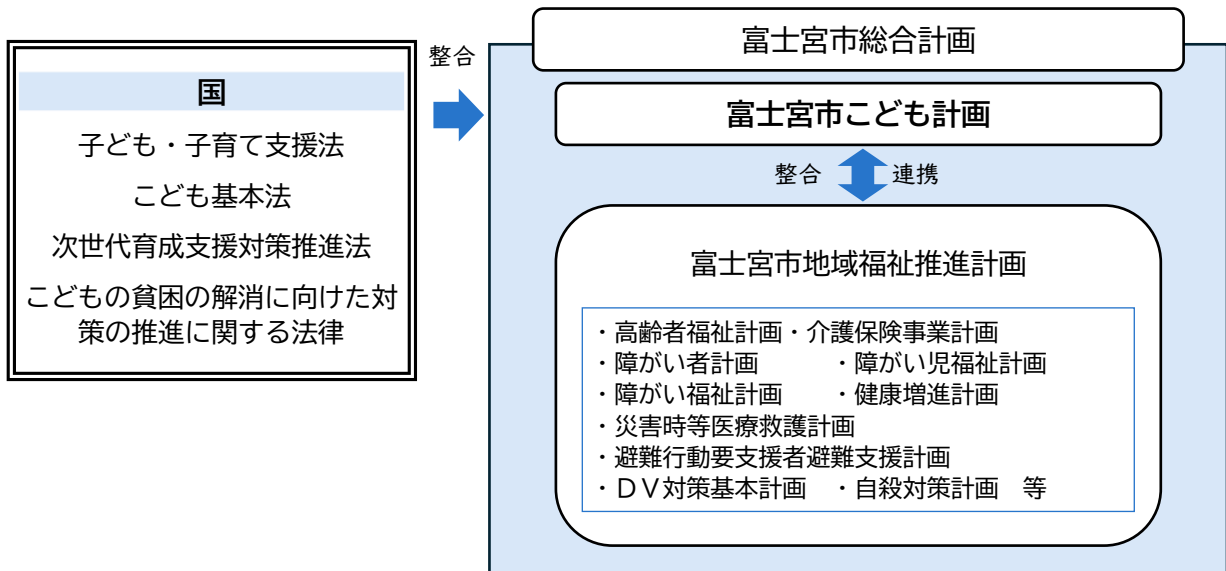 国
子ども・子育て支援法
こども基本法
次世代育成支援対策推進法
こどもの貧困の解消に向けた対
策の推進に関する法律
整合
富士宮市総合計画
富士宮市こども計画
整合 連携
富士宮市地域福祉推進計画
・高齢者福祉計画・介護保険事業計画
・障がい者計画 ・障がい児福祉計画
・障がい福祉計画 ・健康増進計画
・災害時等医療救護計画
・避難行動要支援者避難支援計画
・ＤＶ対策基本計画 ・自殺対策計画 等